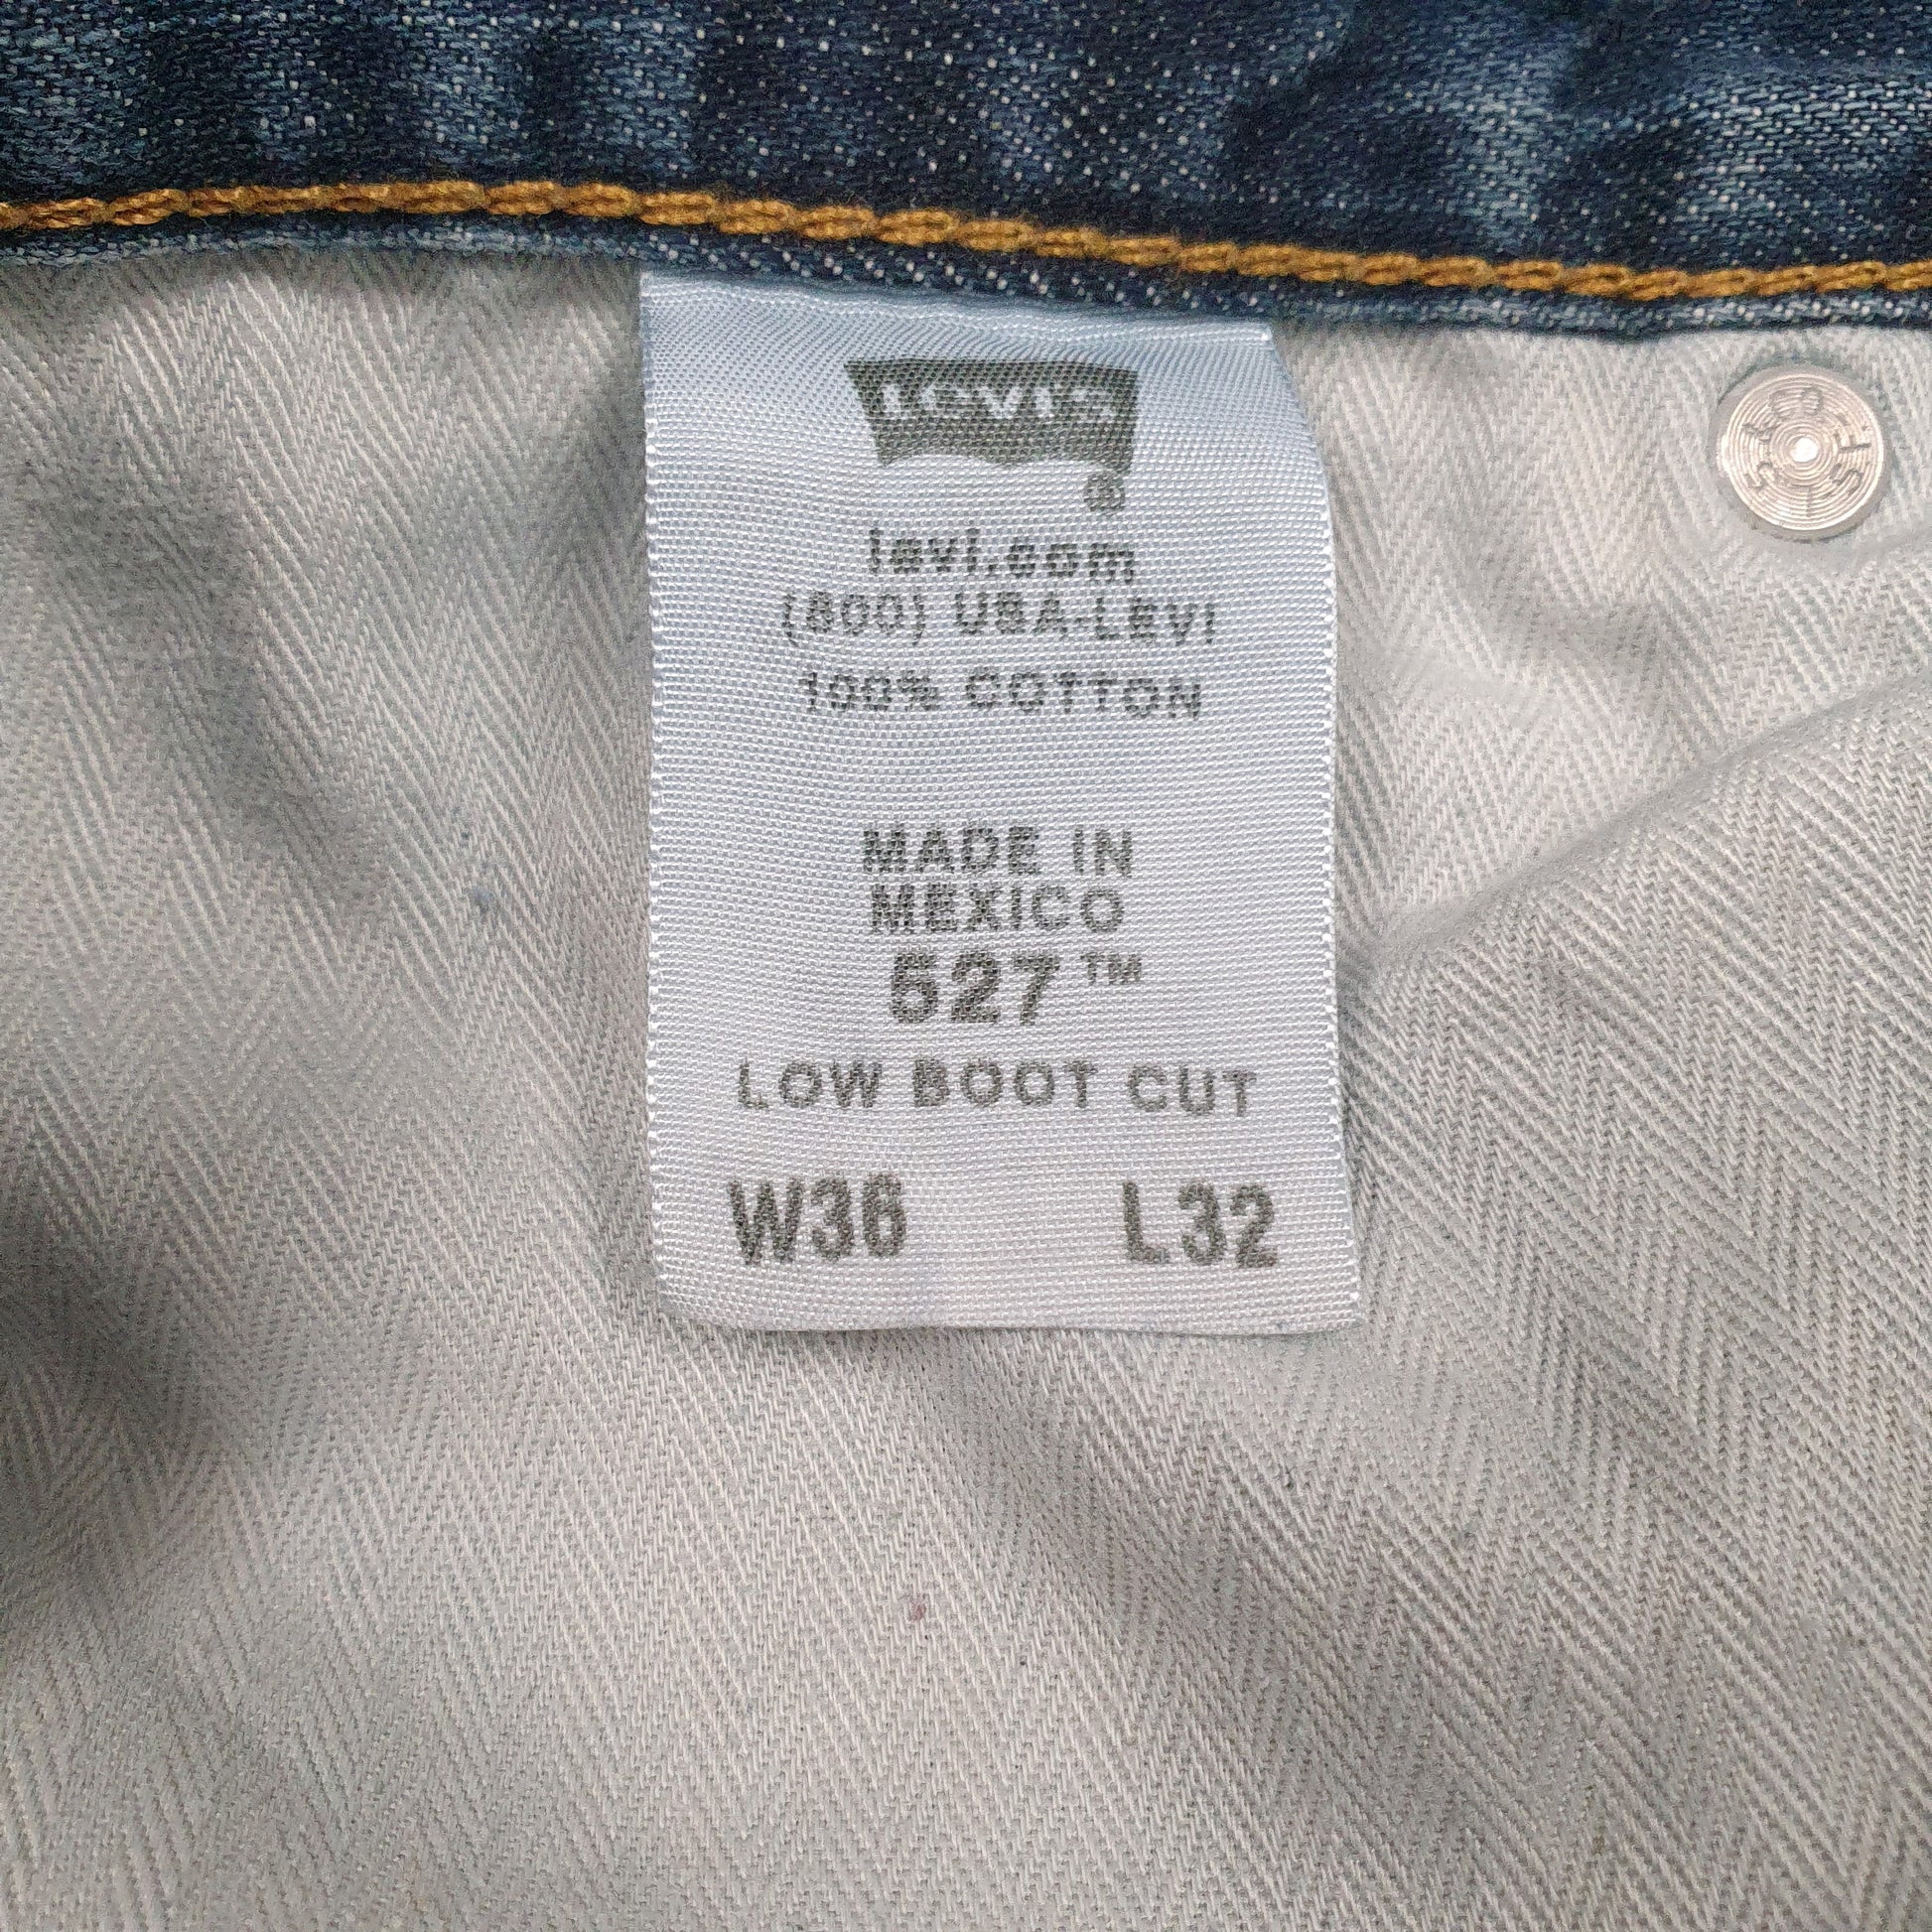 Levi's
®
levi.com
(800) USA-LEVI
100% COTTON
MADE IN
MEXICO
527™
LOW BOOT CUT
W36 L32